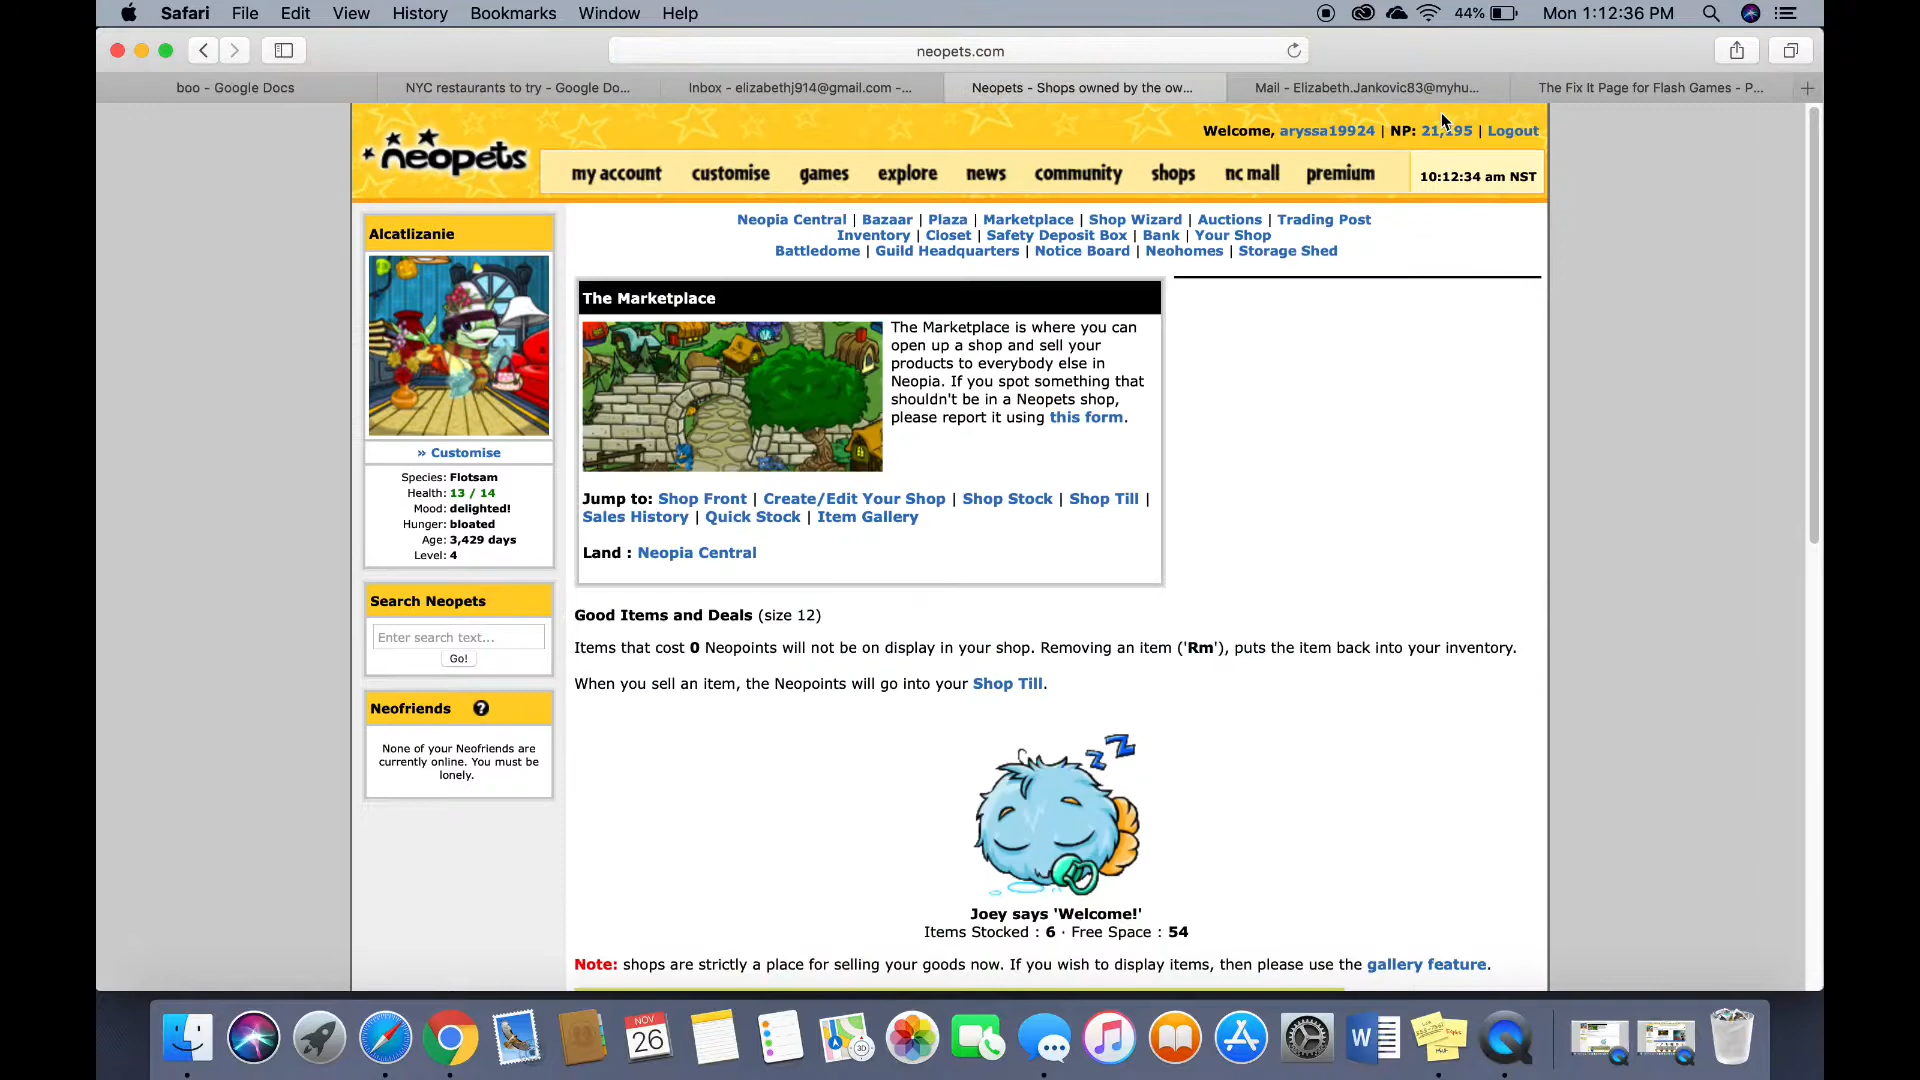 Safari File Edit View History Bookmarks Window Help 44% Mon 1:12:36 PM
neopets.com
boo - Google Docs NYC restaurants to try - Google Do... Inbox - elizabethj914@gmail.com -... Neopets - Shops owned by the ow... Mail - Elizabeth.Jankovic83@myhu... The Fix It Page for Flash Games - P...
neopets
Welcome, aryssa19924 | NP: 21,195 | Logout
my account customise games explore news community shops nc mall premium 10:12:34 am NST
Neopia Central | Bazaar | Plaza | Marketplace | Shop Wizard | Auctions | Trading Post
Inventory | Closet | Safety Deposit Box | Bank | Your Shop
Battledome | Guild Headquarters | Notice Board | Neohomes | Storage Shed
Alcatlizanie
» Customise
Species: Flotsam
Health: 13 / 14
Mood: delighted!
Hunger: bloated
Age: 3,429 days
Level: 4
Search Neopets
Enter search text...
Go!
Neofriends ?
None of your Neofriends are
currently online. You must be
lonely.
The Marketplace
The Marketplace is where you can
open up a shop and sell your
products to everybody else in
Neopia. If you spot something that
shouldn't be in a Neopets shop,
please report it using this form.
Jump to: Shop Front | Create/Edit Your Shop | Shop Stock | Shop Till |
Sales History | Quick Stock | Item Gallery
Land : Neopia Central
Good Items and Deals (size 12)
Items that cost 0 Neopoints will not be on display in your shop. Removing an item ('Rm'), puts the item back into your inventory.
When you sell an item, the Neopoints will go into your Shop Till.
z z
Joey says 'Welcome!'
Items Stocked : 6 · Free Space : 54
Note: shops are strictly a place for selling your goods now. If you wish to display items, then please use the gallery feature.
NOV
26
3D
W